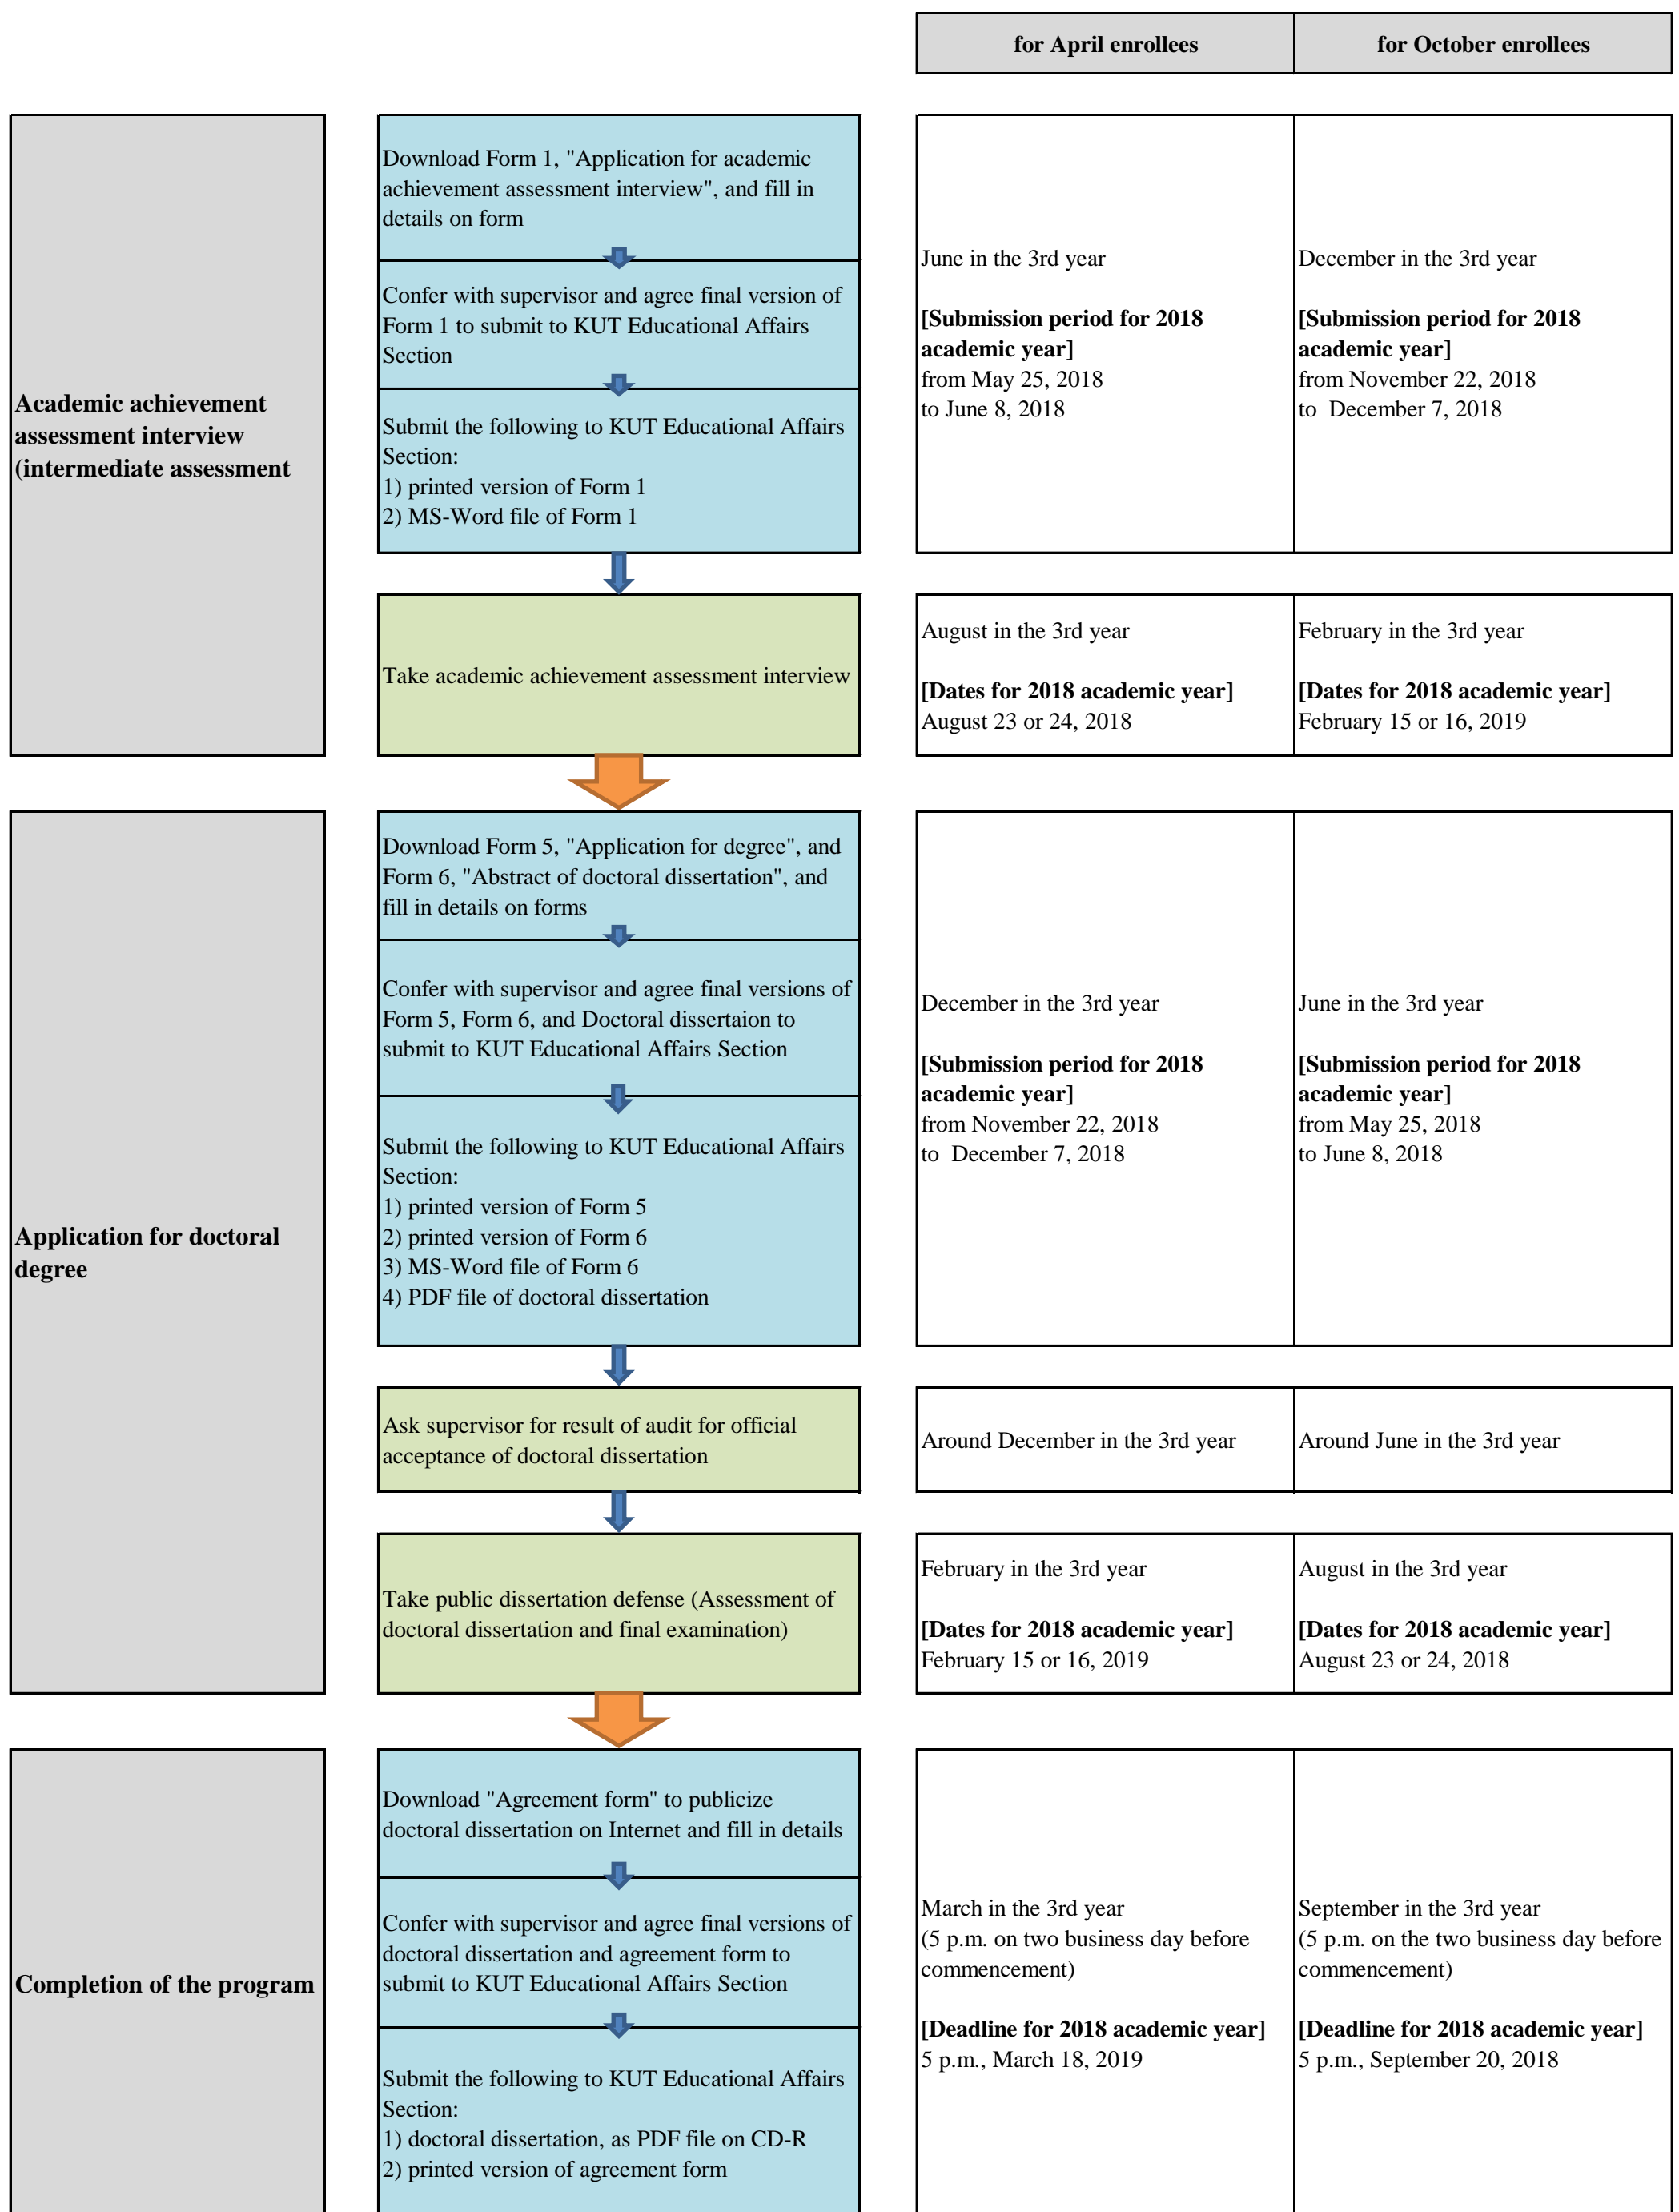 for April enrollees
for October enrollees
Academic achievement
assessment interview
(intermediate assessment
Download Form 1, "Application for academic
achievement assessment interview", and fill in
details on form
Confer with supervisor and agree final version of
Form 1 to submit to KUT Educational Affairs
Section
Submit the following to KUT Educational Affairs
Section:
1) printed version of Form 1
2) MS-Word file of Form 1
June in the 3rd year
[Submission period for 2018
academic year]
from May 25, 2018
to June 8, 2018
December in the 3rd year
[Submission period for 2018
academic year]
from November 22, 2018
to  December 7, 2018
Take academic achievement assessment interview
August in the 3rd year
[Dates for 2018 academic year]
August 23 or 24, 2018
February in the 3rd year
[Dates for 2018 academic year]
February 15 or 16, 2019
Application for doctoral
degree
Download Form 5, "Application for degree", and
Form 6, "Abstract of doctoral dissertation", and
fill in details on forms
Confer with supervisor and agree final versions of
Form 5, Form 6, and Doctoral dissertaion to
submit to KUT Educational Affairs Section
Submit the following to KUT Educational Affairs
Section:
1) printed version of Form 5
2) printed version of Form 6
3) MS-Word file of Form 6
4) PDF file of doctoral dissertation
December in the 3rd year
[Submission period for 2018
academic year]
from November 22, 2018
to  December 7, 2018
June in the 3rd year
[Submission period for 2018
academic year]
from May 25, 2018
to June 8, 2018
Ask supervisor for result of audit for official
acceptance of doctoral dissertation
Around December in the 3rd year
Around June in the 3rd year
Take public dissertation defense (Assessment of
doctoral dissertation and final examination)
February in the 3rd year
[Dates for 2018 academic year]
February 15 or 16, 2019
August in the 3rd year
[Dates for 2018 academic year]
August 23 or 24, 2018
Completion of the program
Download "Agreement form" to publicize
doctoral dissertation on Internet and fill in details
Confer with supervisor and agree final versions of
doctoral dissertation and agreement form to
submit to KUT Educational Affairs Section
Submit the following to KUT Educational Affairs
Section:
1) doctoral dissertation, as PDF file on CD-R
2) printed version of agreement form
March in the 3rd year
(5 p.m. on two business day before
commencement)
[Deadline for 2018 academic year]
5 p.m., March 18, 2019
September in the 3rd year
(5 p.m. on the two business day before
commencement)
[Deadline for 2018 academic year]
5 p.m., September 20, 2018